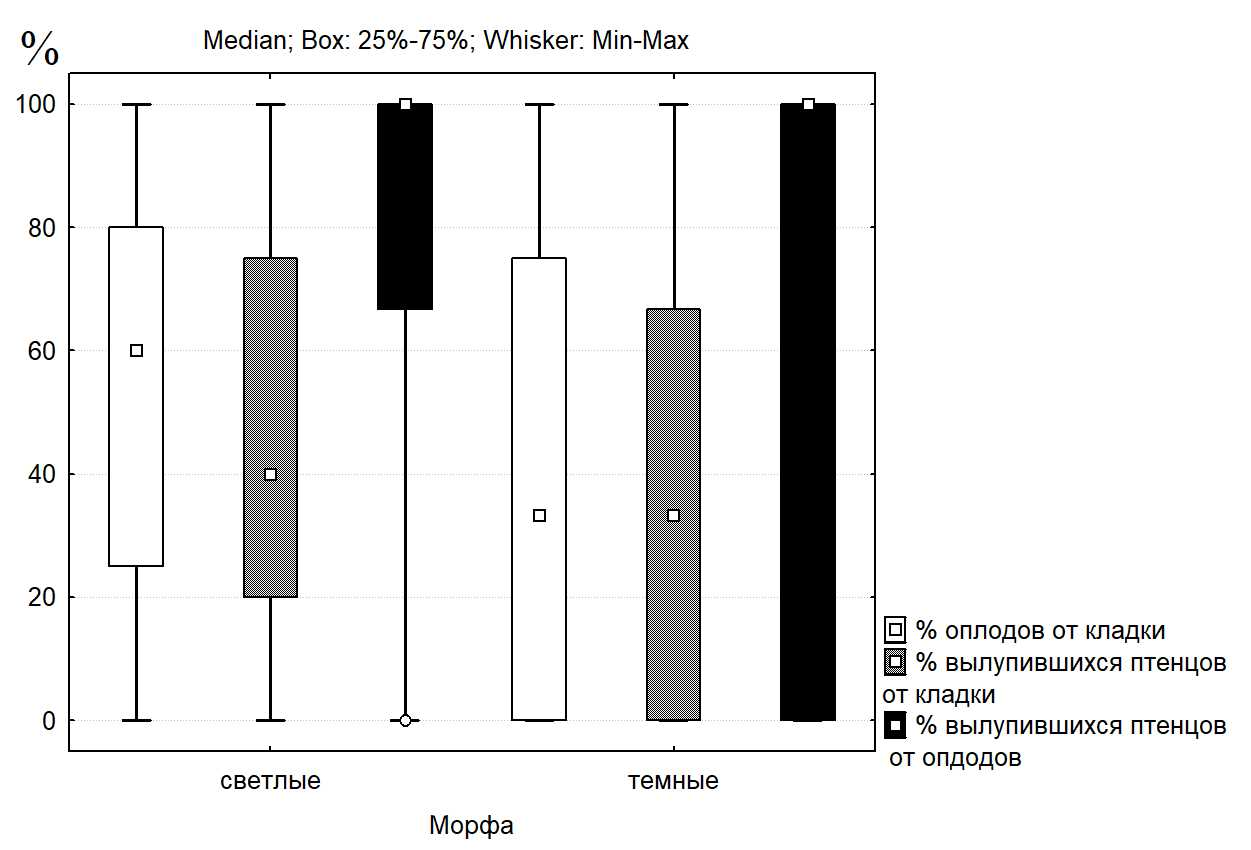 %
Median; Box: 25%-75%; Whisker: Min-Max
100
80
60
40
20
0
светлые
темные
Морфа
% оплодов от кладки
% вылупившихся птенцов
от кладки
% вылупившихся птенцов
от опдодов